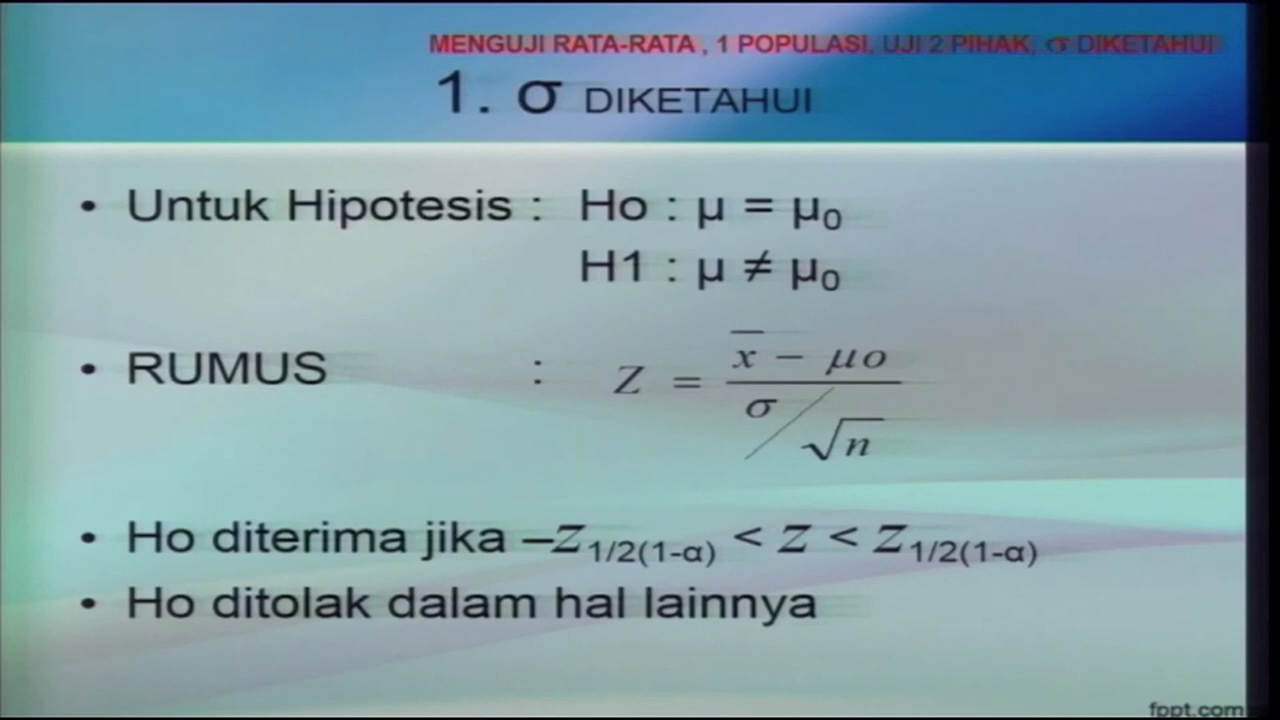 MENGUJI RATA-RATA , 1 POPULASI, UJI 2 PIHAK, σ DIKETAHUI
1. σ DIKETAHUI
• Untuk Hipotesis : Ho : μ = μ₀
H1 : μ ≠ μ₀
• RUMUS : Z = (x̄ − μo) / (σ/√n)
• Ho diterima jika –Z1/2(1-α) < Z < Z1/2(1-α)
• Ho ditolak dalam hal lainnya
fppt.com